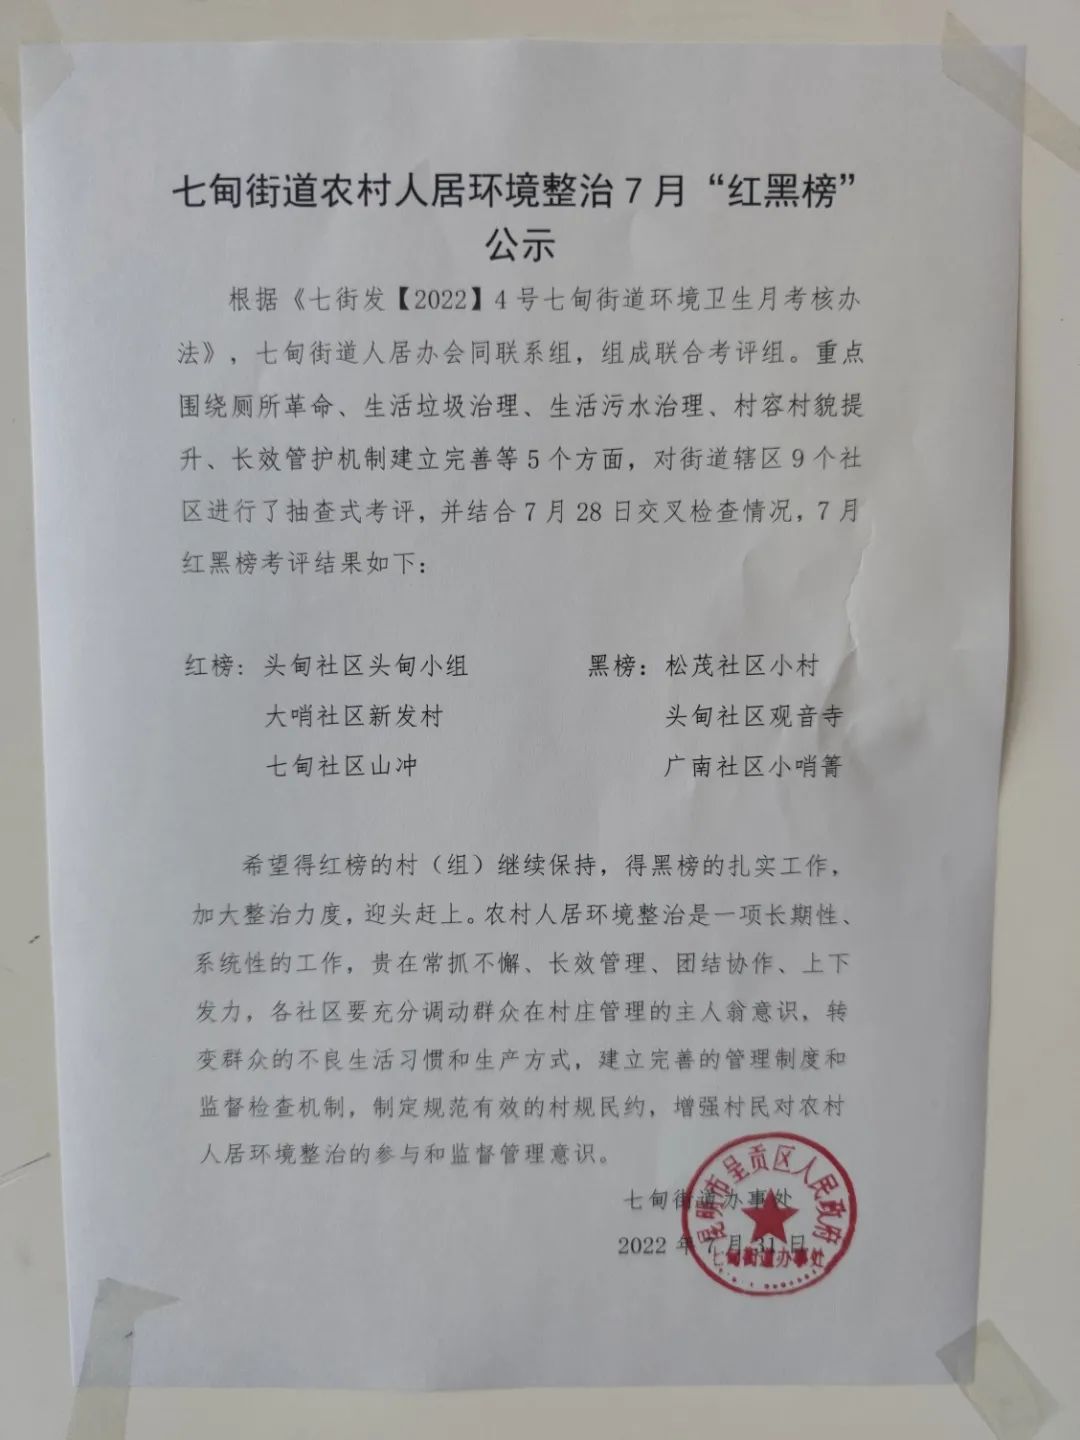 七甸街道农村人居环境整治7月“红黑榜”
公示
根据《七街发【2022】4号七甸街道环境卫生月考核办
法》，七甸街道人居办会同联系组，组成联合考评组。重点
围绕厕所革命、生活垃圾治理、生活污水治理、村容村貌提
升、长效管护机制建立完善等5个方面，对街道辖区9个社
区进行了抽查式考评，并结合7月28日交叉检查情况，7月
红黑榜考评结果如下：
红榜：头甸社区头甸小组 黑榜：松茂社区小村
大哨社区新发村 头甸社区观音寺
七甸社区山冲 广南社区小哨箐
希望得红榜的村（组）继续保持，得黑榜的扎实工作，
加大整治力度，迎头赶上。农村人居环境整治是一项长期性、
系统性的工作，贵在常抓不懈、长效管理、团结协作、上下
发力，各社区要充分调动群众在村庄管理的主人翁意识，转
变群众的不良生活习惯和生产方式，建立完善的管理制度和
监督检查机制，制定规范有效的村规民约，增强村民对农村
人居环境整治的参与和监督管理意识。
七甸街道办事处
2022年7月31日
昆明市呈贡区人民政府
七甸街道办事处